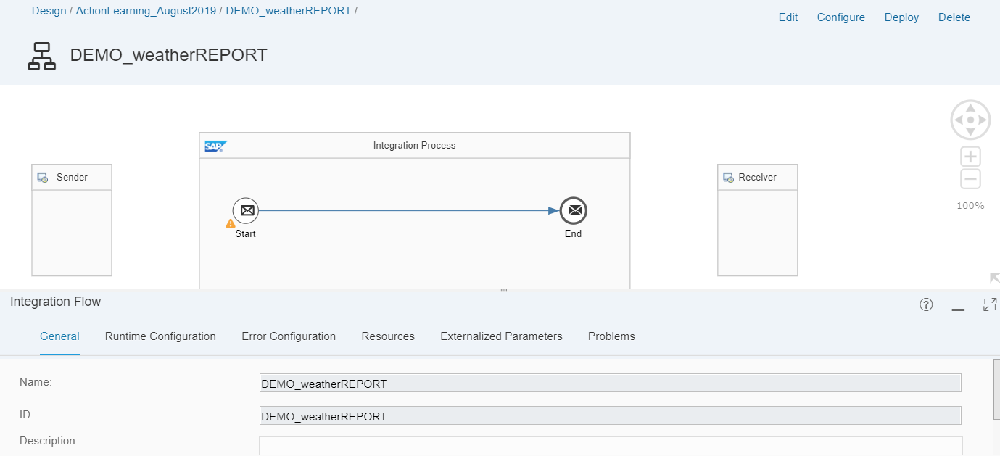 Design / ActionLearning_August2019 / DEMO_weatherREPORT /
Edit Configure Deploy Delete
DEMO_weatherREPORT
SAP Integration Process
Sender
Receiver
Start
End
100%
Integration Flow
General Runtime Configuration Error Configuration Resources Externalized Parameters Problems
Name: DEMO_weatherREPORT
ID: DEMO_weatherREPORT
Description: